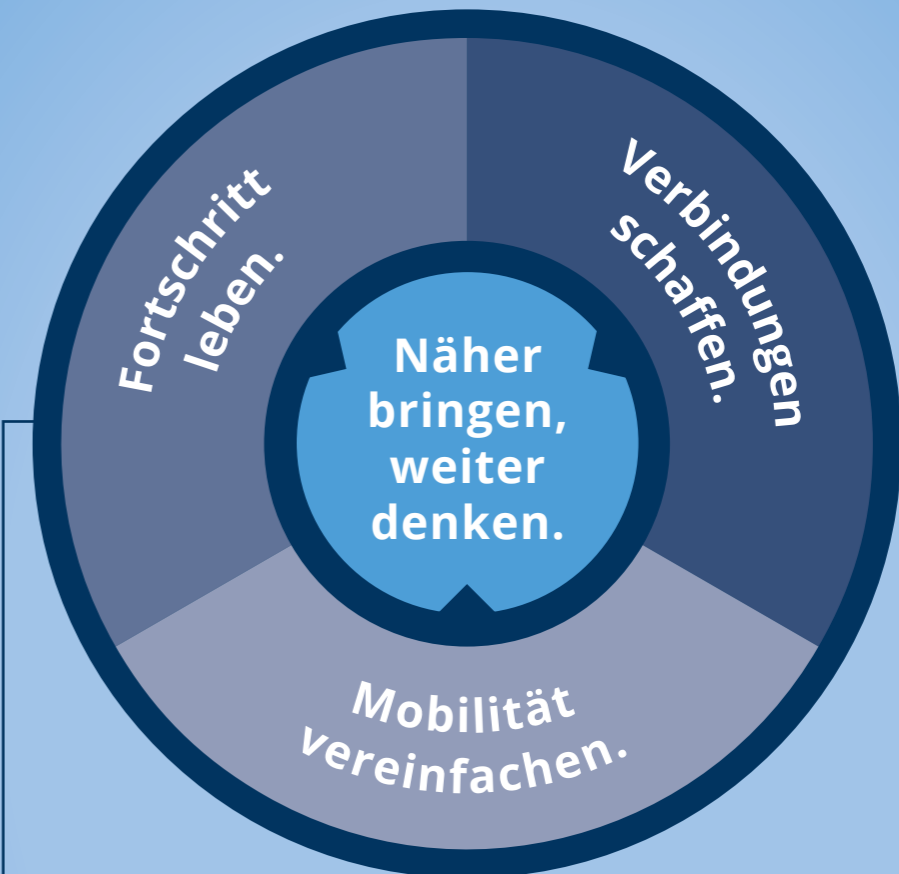 Fortschritt
leben.
Verbindungen
schaffen.
Näher
bringen,
weiter
denken.
Mobilität
vereinfachen.